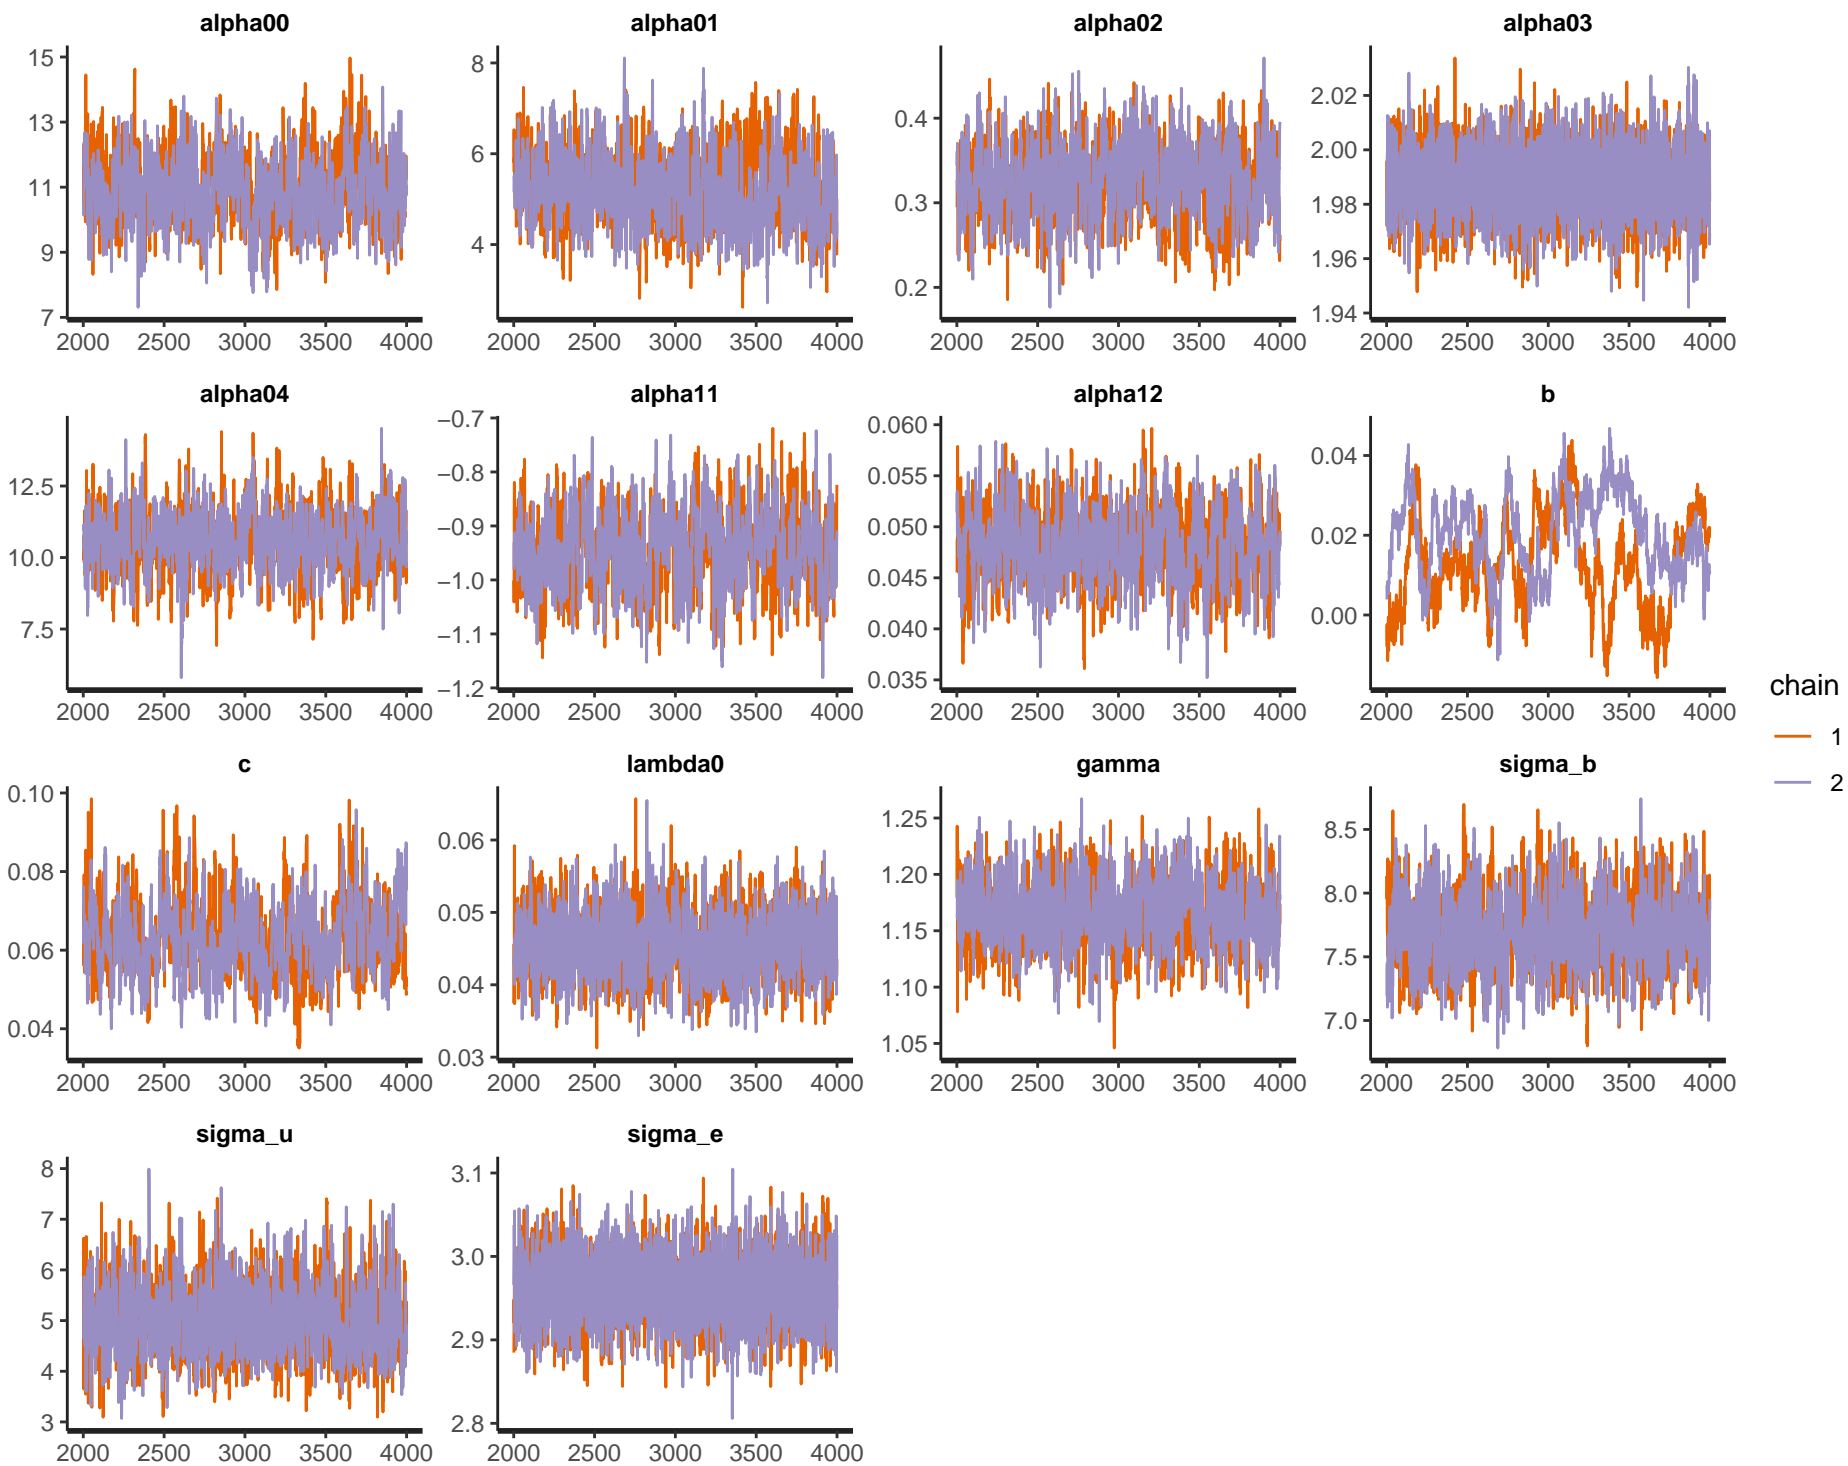 alpha00
15
13
11
9
7
2000 2500 3000 3500 4000
alpha01
8
6
4
2000 2500 3000 3500 4000
alpha02
0.4
0.3
0.2
2000 2500 3000 3500 4000
alpha03
2.02
2.00
1.98
1.96
1.94
2000 2500 3000 3500 4000
alpha04
12.5
10.0
7.5
2000 2500 3000 3500 4000
alpha11
−0.7
−0.8
−0.9
−1.0
−1.1
−1.2
2000 2500 3000 3500 4000
alpha12
0.060
0.055
0.050
0.045
0.040
0.035
2000 2500 3000 3500 4000
b
0.04
0.02
0.00
2000 2500 3000 3500 4000
chain
1
2
c
0.10
0.08
0.06
0.04
2000 2500 3000 3500 4000
lambda0
0.06
0.05
0.04
0.03
2000 2500 3000 3500 4000
gamma
1.25
1.20
1.15
1.10
1.05
2000 2500 3000 3500 4000
sigma_b
8.5
8.0
7.5
7.0
2000 2500 3000 3500 4000
sigma_u
8
7
6
5
4
3
2000 2500 3000 3500 4000
sigma_e
3.1
3.0
2.9
2.8
2000 2500 3000 3500 4000